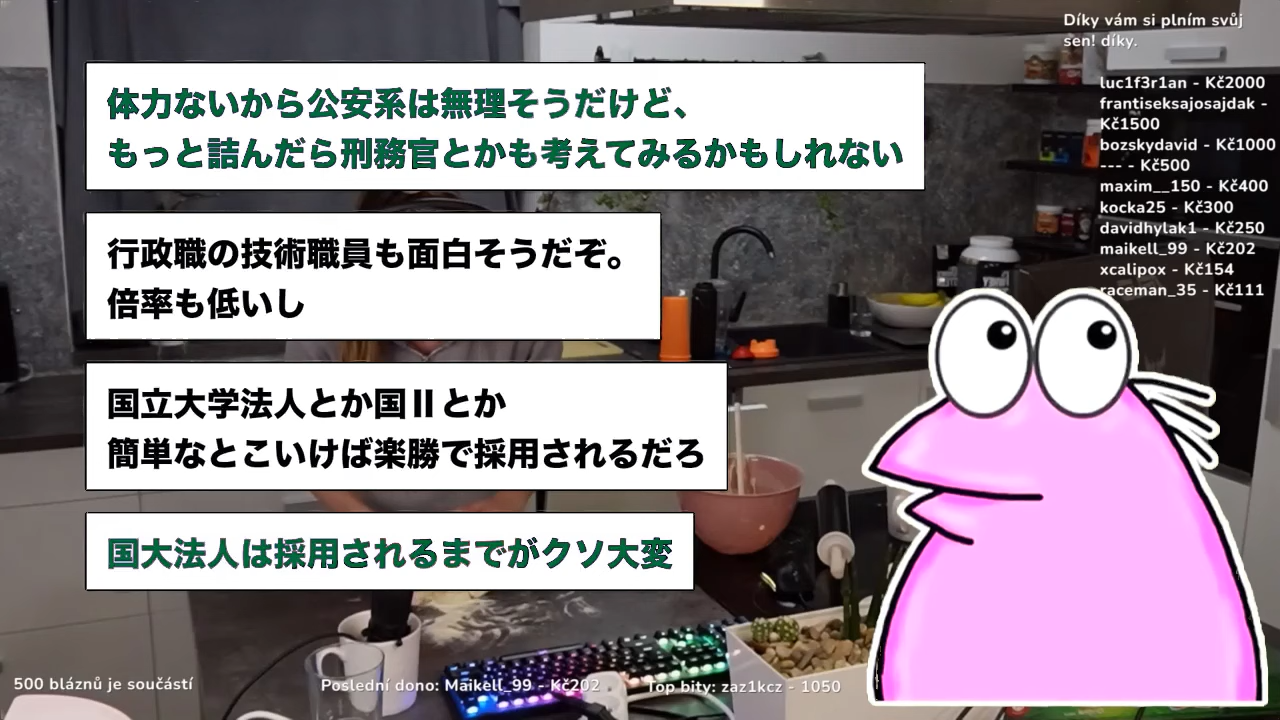 体力ないから公安系は無理そうだけど、
もっと詰んだら刑務官とかも考えてみるかもしれない
行政職の技術職員も面白そうだぞ。
倍率も低いし
国立大学法人とか国Ⅱとか
簡単なとこいけば楽勝で採用されるだろ
国大法人は採用されるまでがクソ大変
Díky vám si plním svůj
sen! díky.
luc1f3r1an - Kč2000
frantiseksajosajdak -
Kč1500
bozskydavid - Kč1000
--- - Kč500
maxim__150 - Kč400
kocka25 - Kč300
davidhylak1 - Kč250
maikell_99 - Kč202
xcalipox - Kč154
raceman_35 - Kč111
500 bláznů je součástí
Poslední dono: Maikell_99 - Kč202
Top bity: zaz1kcz - 1050